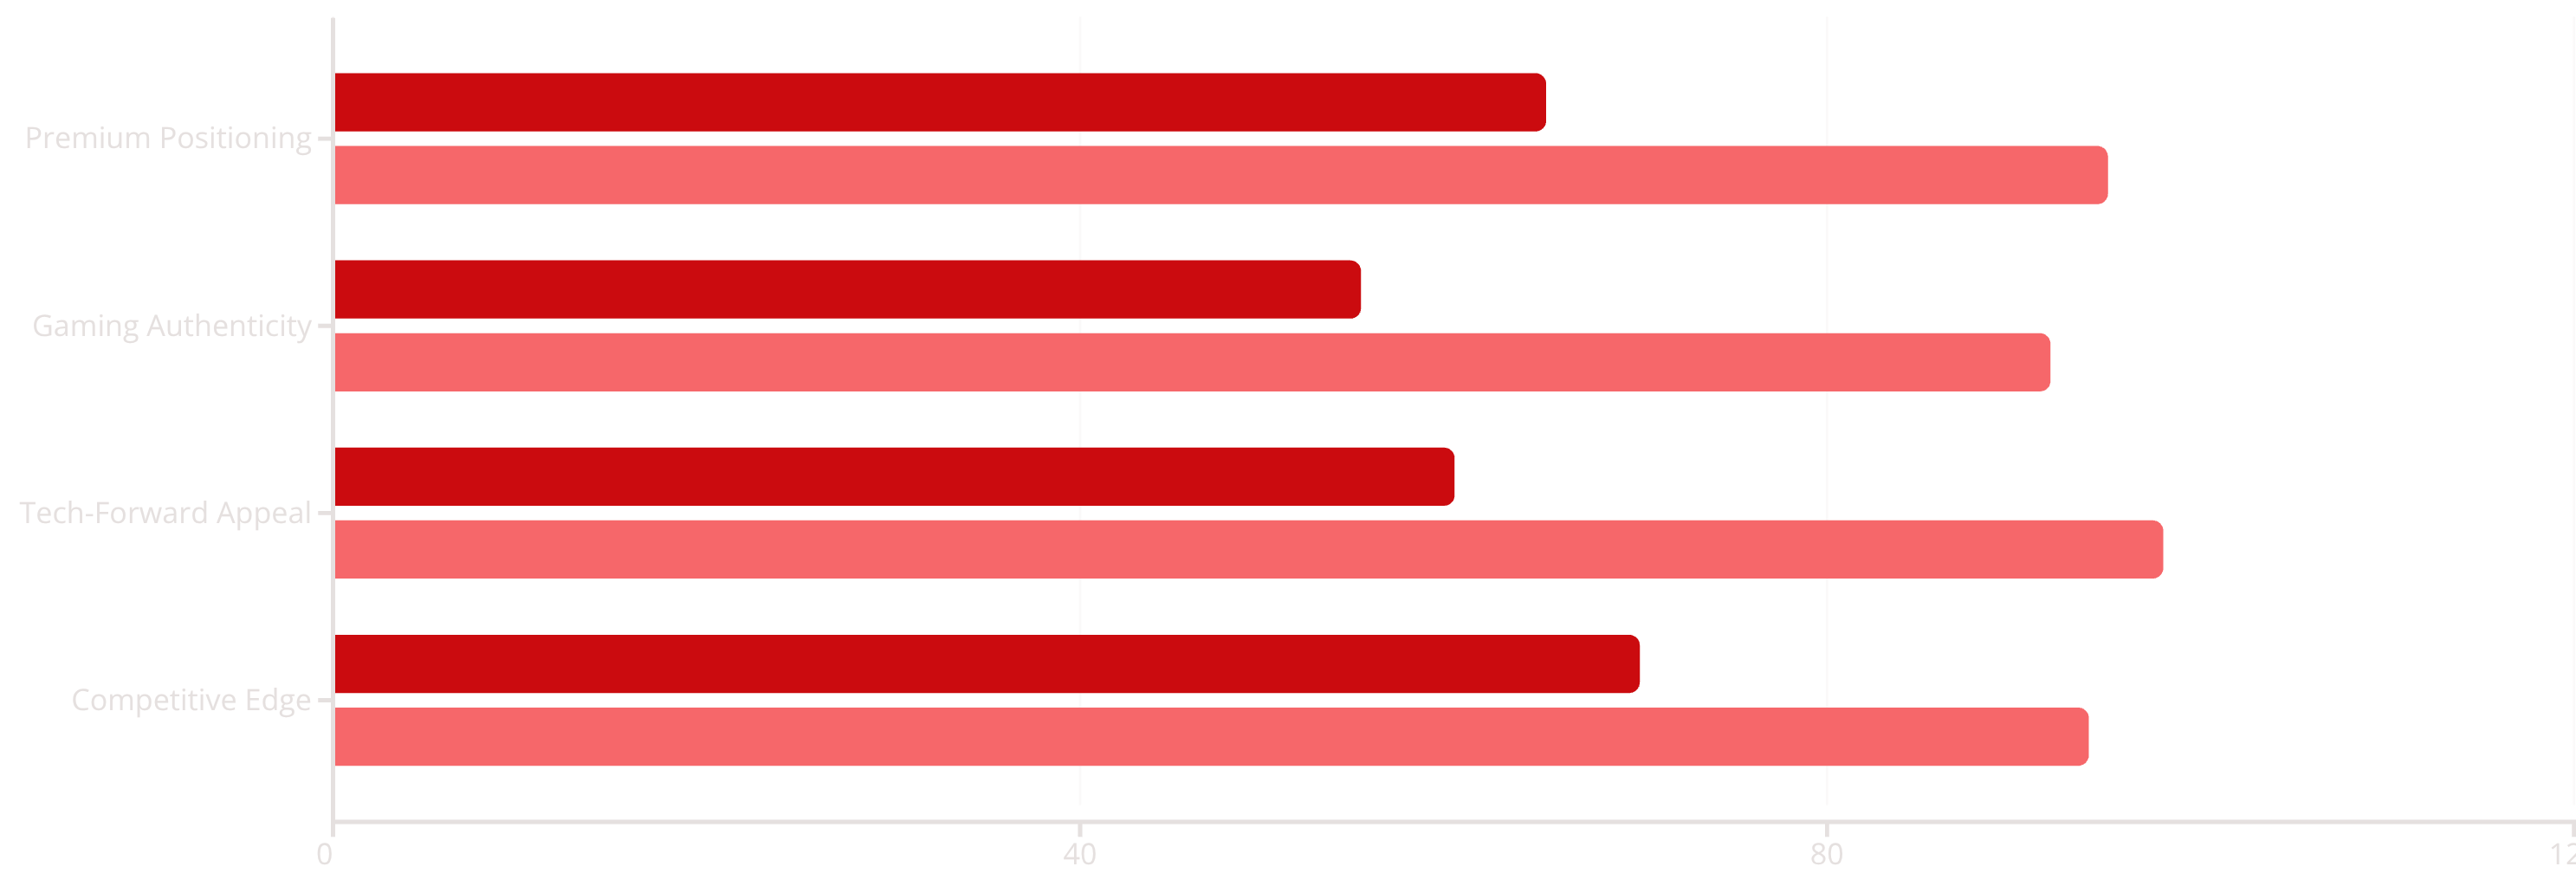 Premium Positioning
Gaming Authenticity
Tech-Forward Appeal
Competitive Edge
0 40 80